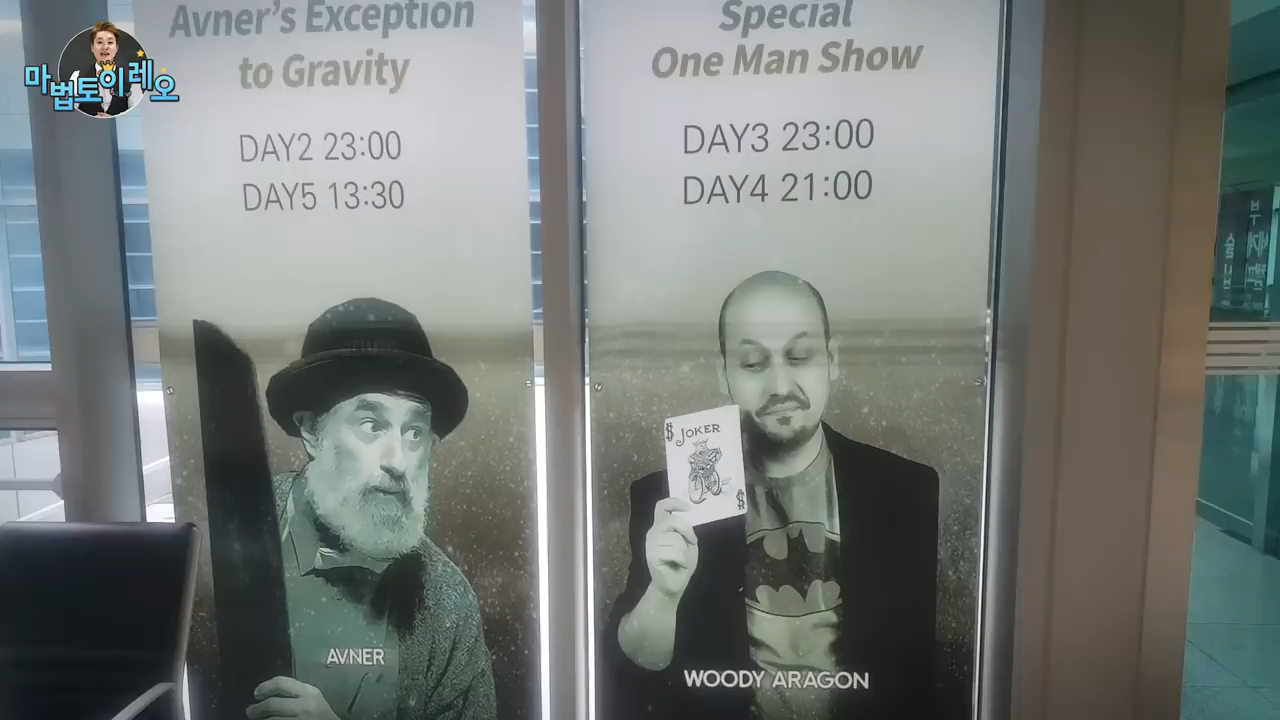 마법토이레오
Avner's Exception
to Gravity
DAY2 23:00
DAY5 13:30
AVNER
Special
One Man Show
DAY3 23:00
DAY4 21:00
$ JOKER
$
WOODY ARAGON